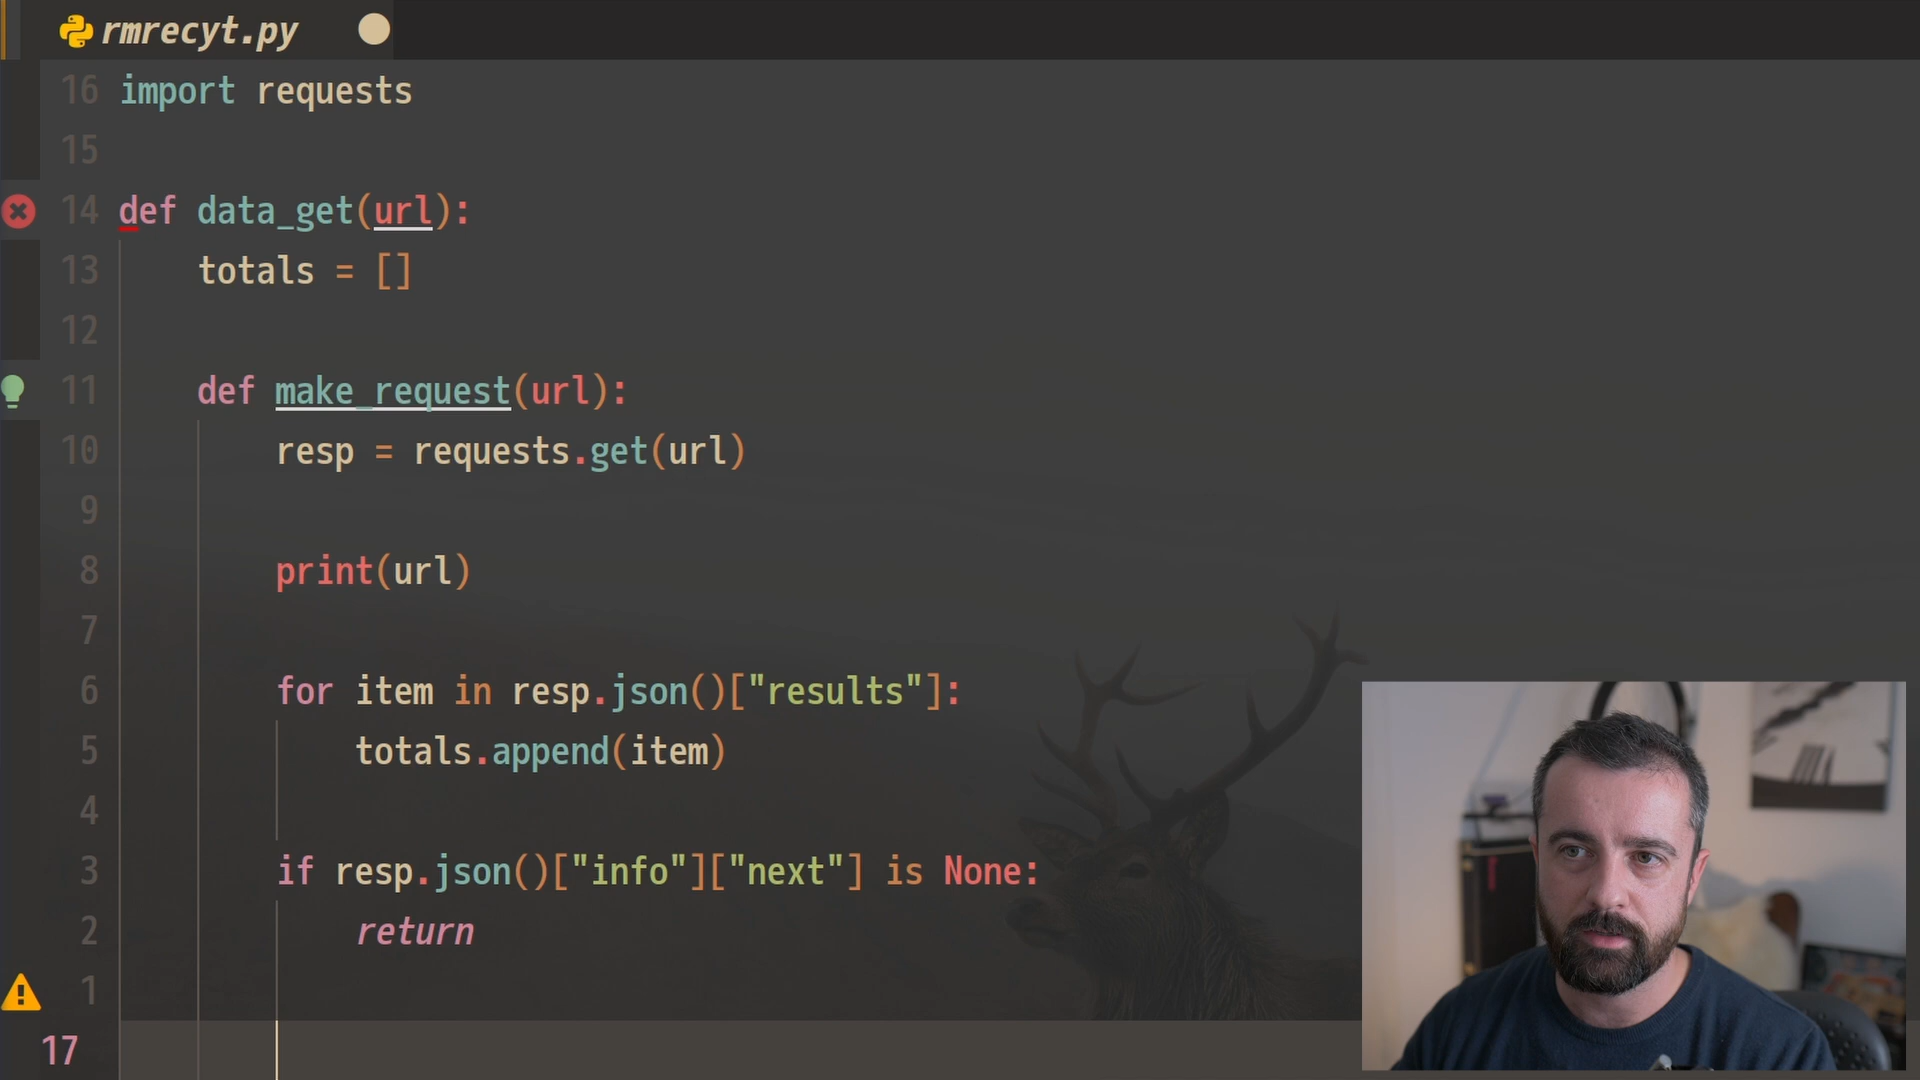 rmrecyt.py
16 import requests
15
14 def data_get(url):
13     totals = []
12
11     def make_request(url):
10         resp = requests.get(url)
9
8         print(url)
7
6         for item in resp.json()["results"]:
5             totals.append(item)
4
3         if resp.json()["info"]["next"] is None:
2             return
1
17